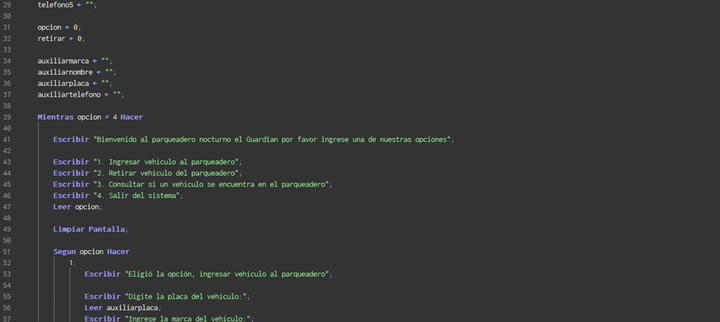 29 telefono5 ← "";
30
31 opcion ← 0;
32 retirar ← 0;
33
34 auxiliarmarca ← "";
35 auxiliarnombre ← "";
36 auxiliarplaca ← "";
37 auxiliartelefono ← "";
38
39 Mientras opcion ≠ 4 Hacer
40
41 Escribir "Bienvenido al parqueadero nocturno el Guardian por favor ingrese una de nuestras opciones";
42
43 Escribir "1. Ingresar vehículo al parqueadero";
44 Escribir "2. Retirar vehículo del parqueadero";
45 Escribir "3. Consultar si un vehiculo se encuentra en el parqueadero";
46 Escribir "4. Salir del sistema";
47 Leer opcion;
48
49 Limpiar Pantalla;
50
51 Segun opcion Hacer
52 1:
53 Escribir "Eligió la opción, ingresar vehículo al parqueadero";
54
55 Escribir "Digite la placa del vehículo:";
56 Leer auxiliarplaca;
57 Escribir "Ingrese la marca del vehículo:";